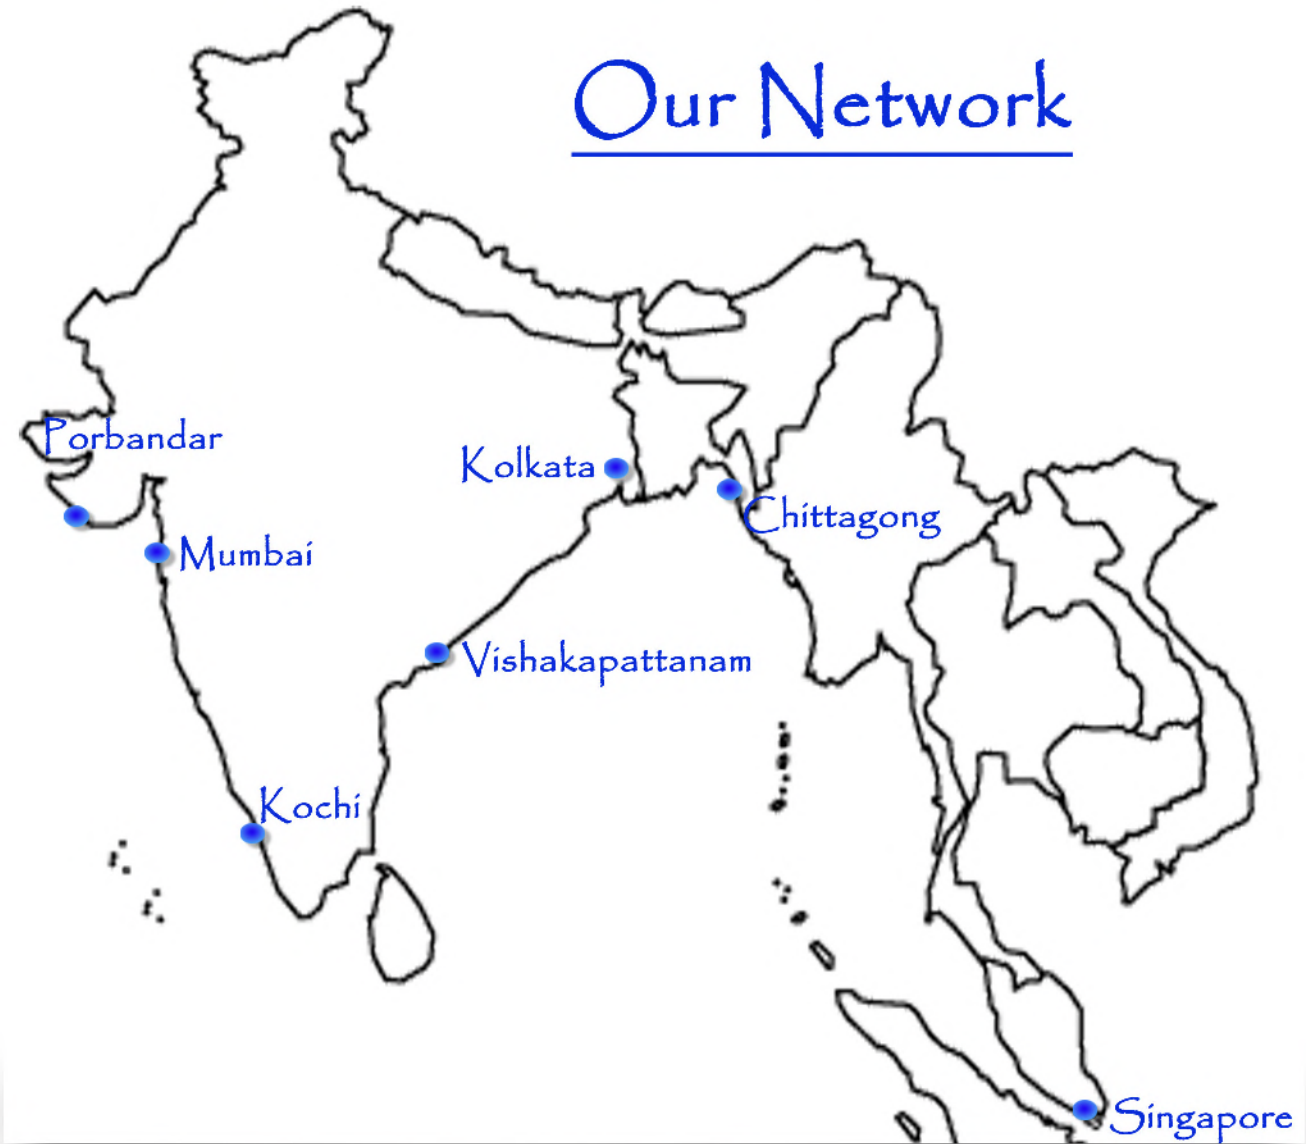 Our Network
Porbandar
Kolkata
Chittagong
Mumbai
Vishakapattanam
Kochi
Singapore